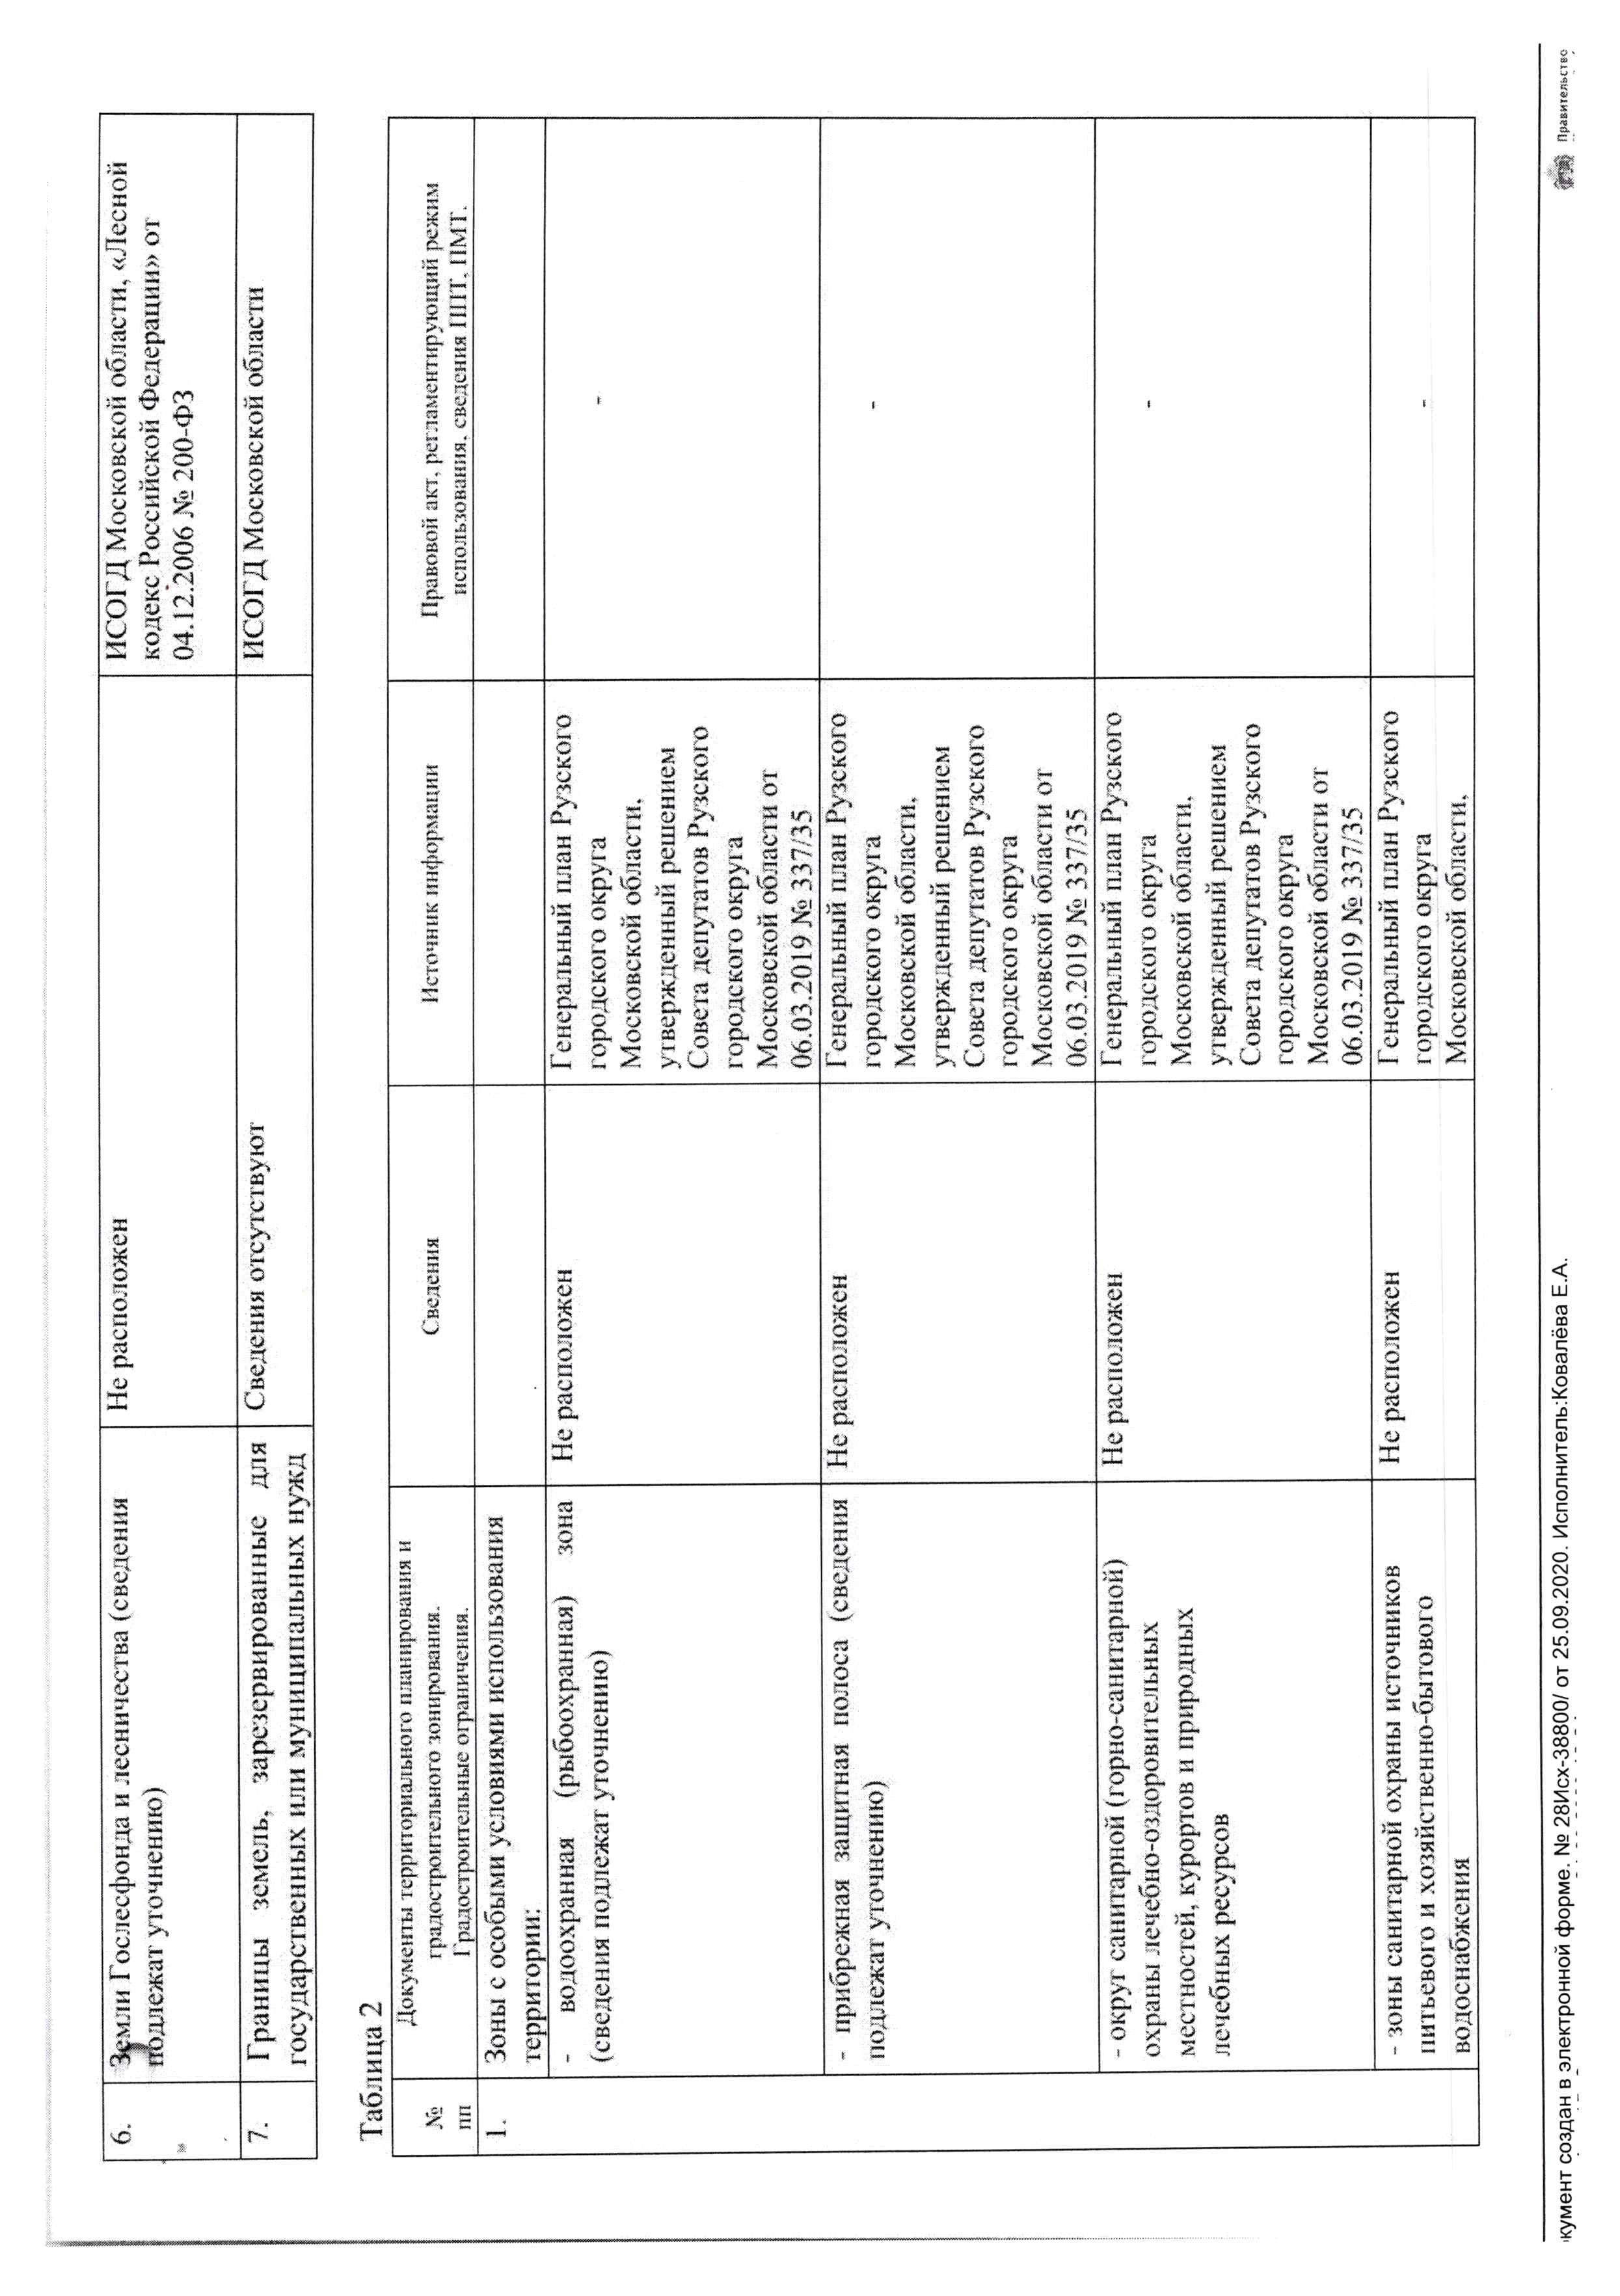 6.
Земли Гослесфонда и лесничества (сведения
подлежат уточнению)
Не расположен
ИСОГД Московской области, «Лесной
кодекс Российской Федерации» от
04.12.2006 № 200-ФЗ
7.
Границы земель, зарезервированные для
государственных или муниципальных нужд
Сведения отсутствуют
ИСОГД Московской области
Таблица 2
№
пп
Документы территориального планирования и
градостроительного зонирования.
Градостроительные ограничения.
Сведения
Источник информации
Правовой акт, регламентирующий режим
использования, сведения ППТ, ПМТ.
1.
Зоны с особыми условиями использования
территории:
- водоохранная (рыбоохранная) зона
(сведения подлежат уточнению)
Не расположен
Генеральный план Рузского
городского округа
Московской области,
утвержденный решением
Совета депутатов Рузского
городского округа
Московской области от
06.03.2019 № 337/35
-
- прибрежная защитная полоса (сведения
подлежат уточнению)
Не расположен
Генеральный план Рузского
городского округа
Московской области,
утвержденный решением
Совета депутатов Рузского
городского округа
Московской области от
06.03.2019 № 337/35
-
- округ санитарной (горно-санитарной)
охраны лечебно-оздоровительных
местностей, курортов и природных
лечебных ресурсов
Не расположен
Генеральный план Рузского
городского округа
Московской области,
утвержденный решением
Совета депутатов Рузского
городского округа
Московской области от
06.03.2019 № 337/35
-
- зоны санитарной охраны источников
питьевого и хозяйственно-бытового
водоснабжения
Не расположен
Генеральный план Рузского
городского округа
Московской области,
-
кумент создан в электронной форме. № 28Исх-38800/ от 25.09.2020. Исполнитель:Ковалёва Е.А.
Правительство